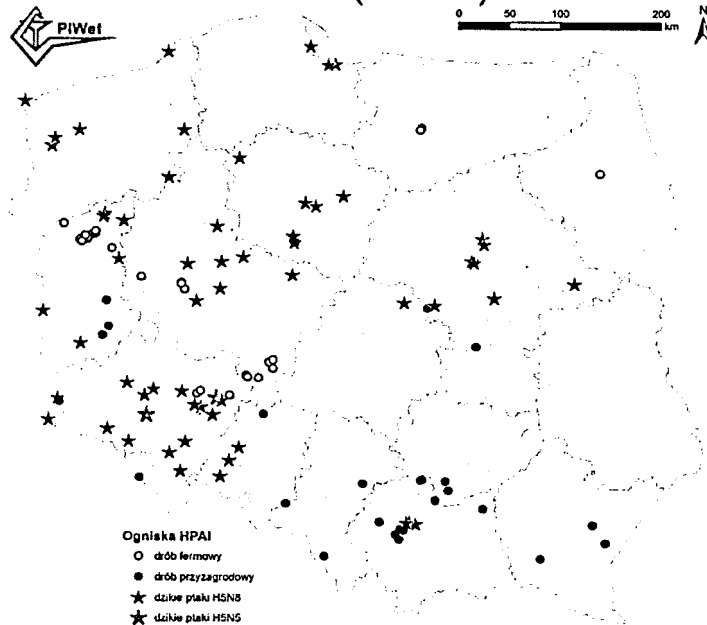 PIWet
0 50 100 200
km
N
Ogniska HPAI
drób fermowy
drób przyzagrodowy
dzikie ptaki H5N8
dzikie ptaki H5N5